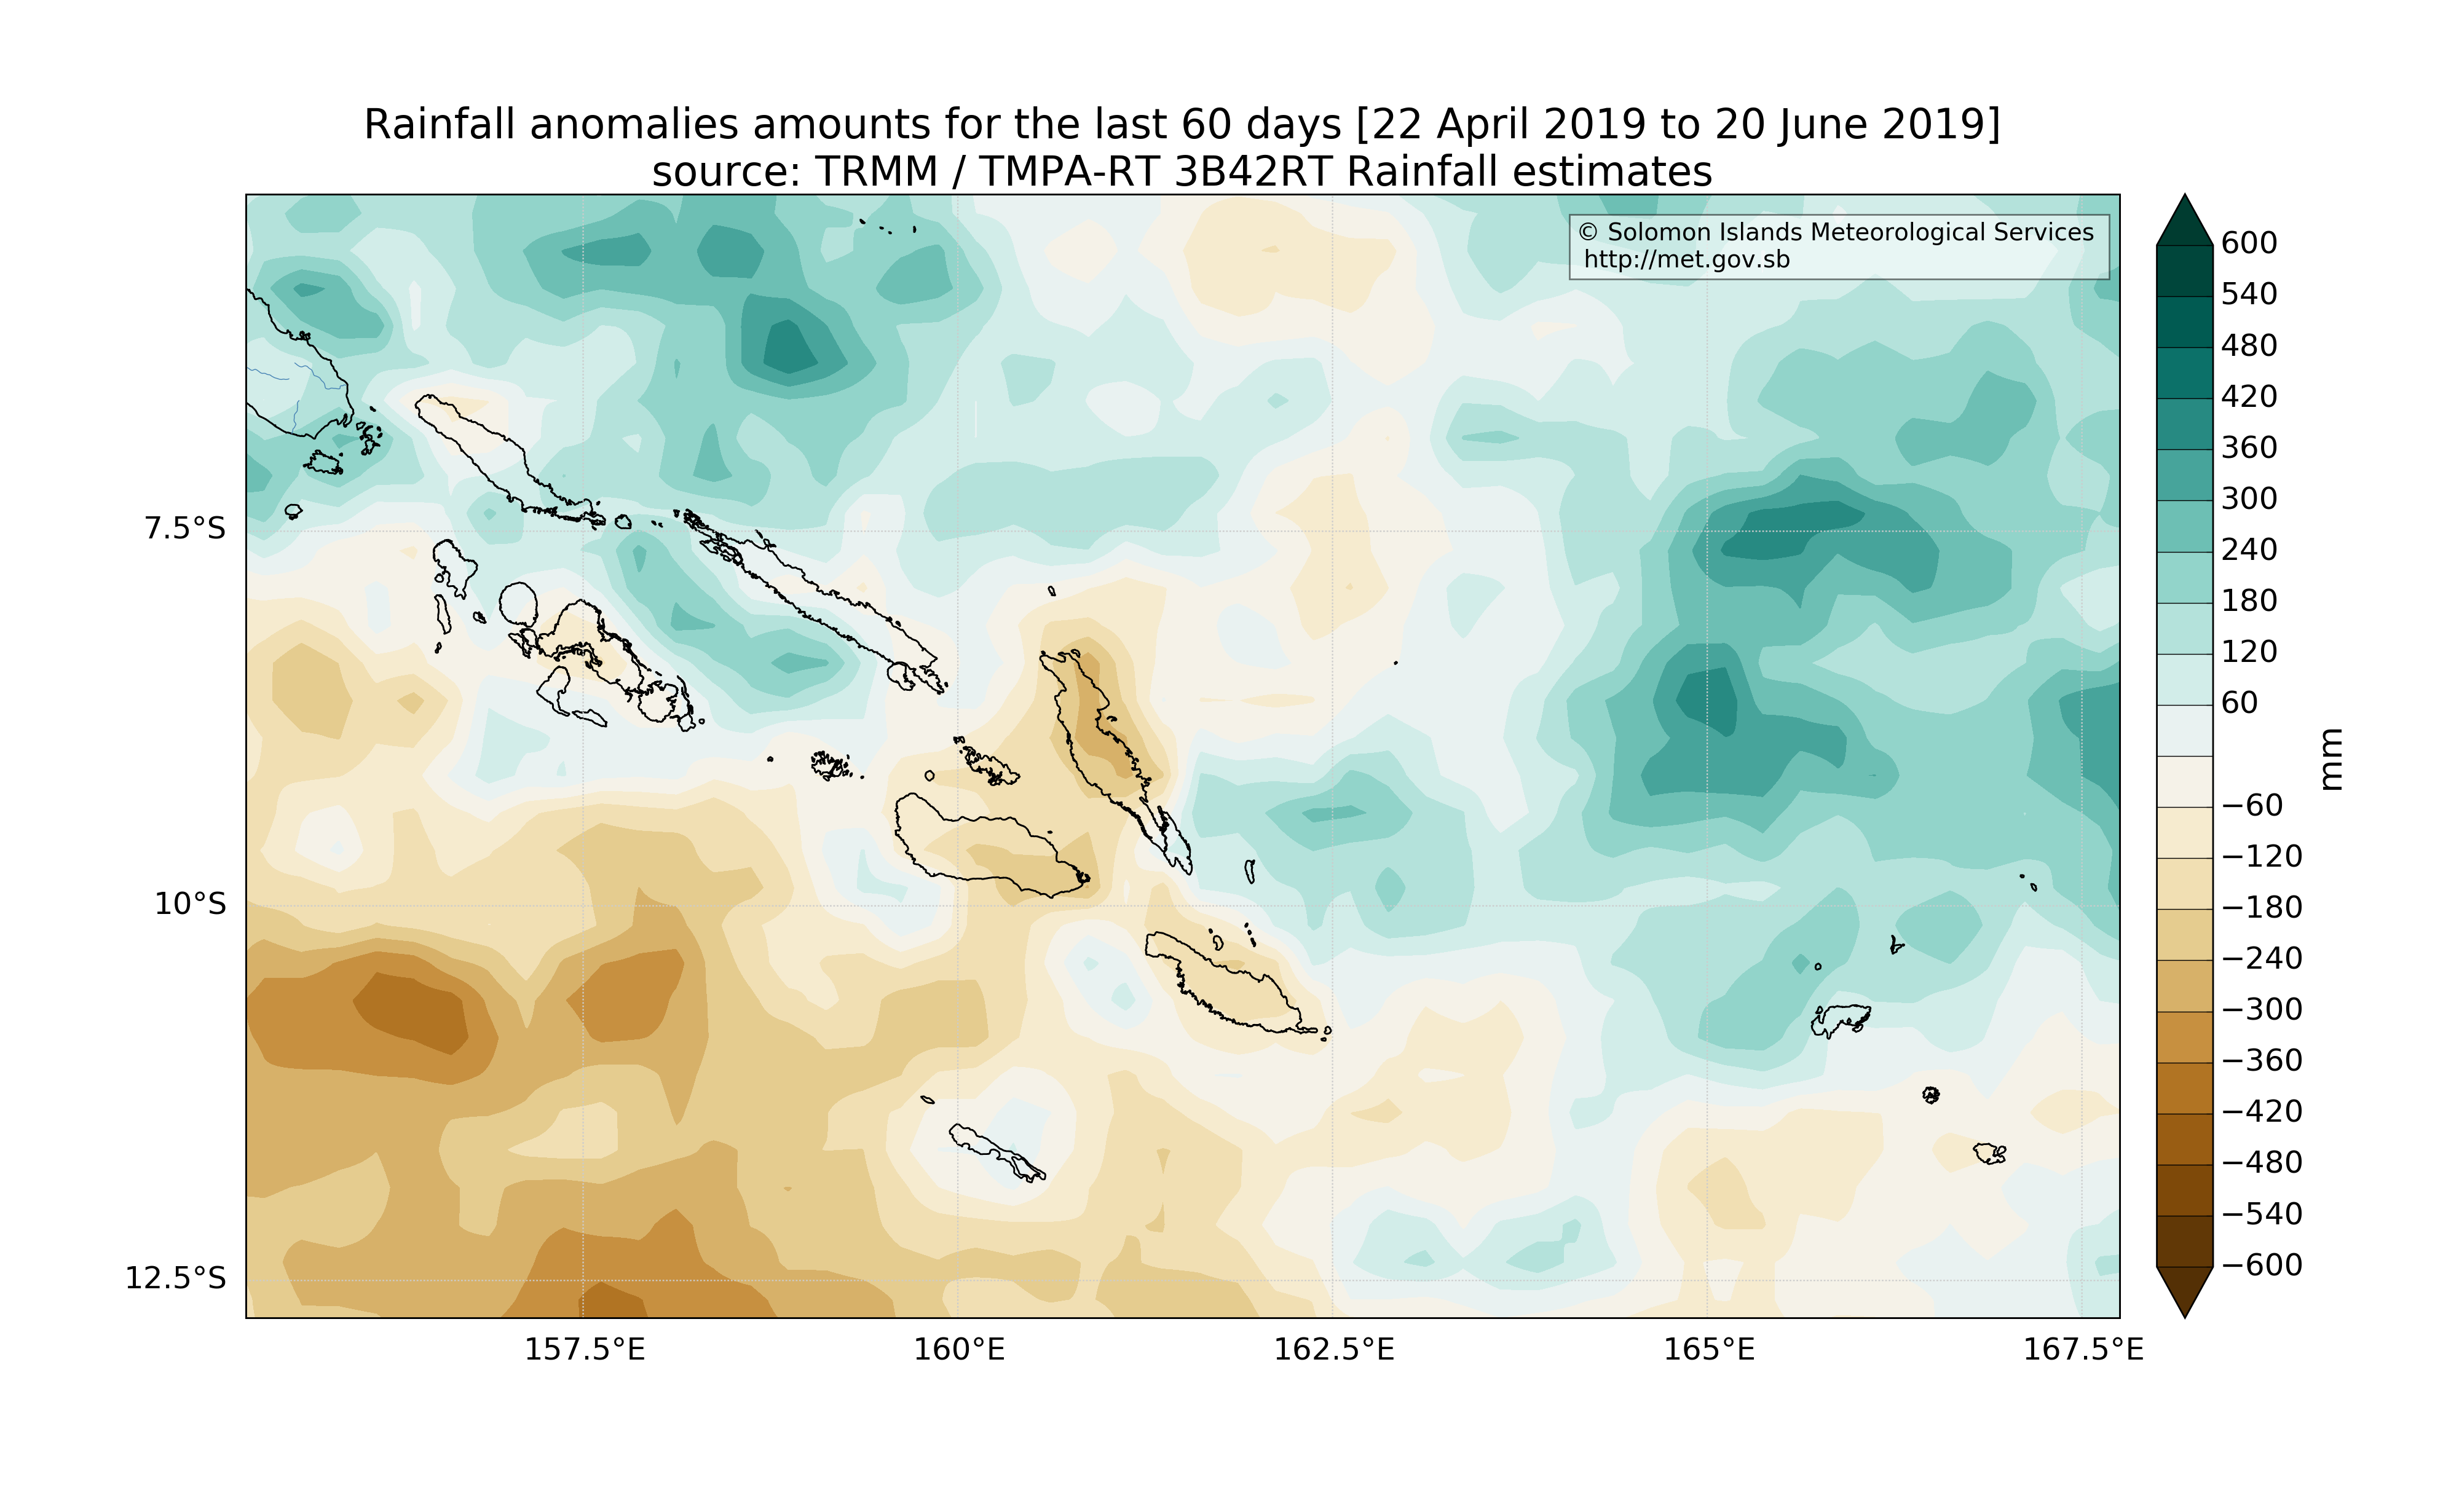 Rainfall anomalies amounts for the last 60 days [22 April 2019 to 20 June 2019]
source: TRMM / TMPA-RT 3B42RT Rainfall estimates
© Solomon Islands Meteorological Services
http://met.gov.sb
7.5°S
10°S
12.5°S
157.5°E
160°E
162.5°E
165°E
167.5°E
600
540
480
420
360
300
240
180
120
60
−60
−120
−180
−240
−300
−360
−420
−480
−540
−600
mm